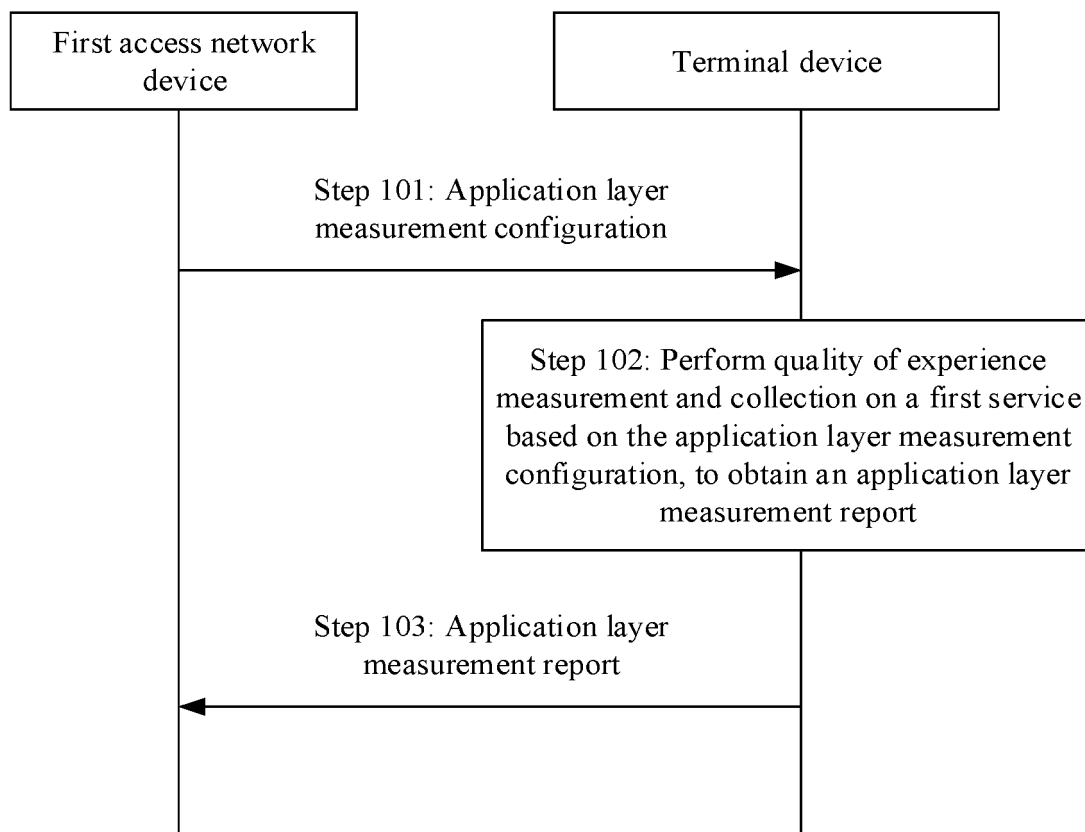 First access network
device
Terminal device
Step 101: Application layer
measurement configuration
Step 102: Perform quality of experience
measurement and collection on a first service
based on the application layer measurement
configuration, to obtain an application layer
measurement report
Step 103: Application layer
measurement report